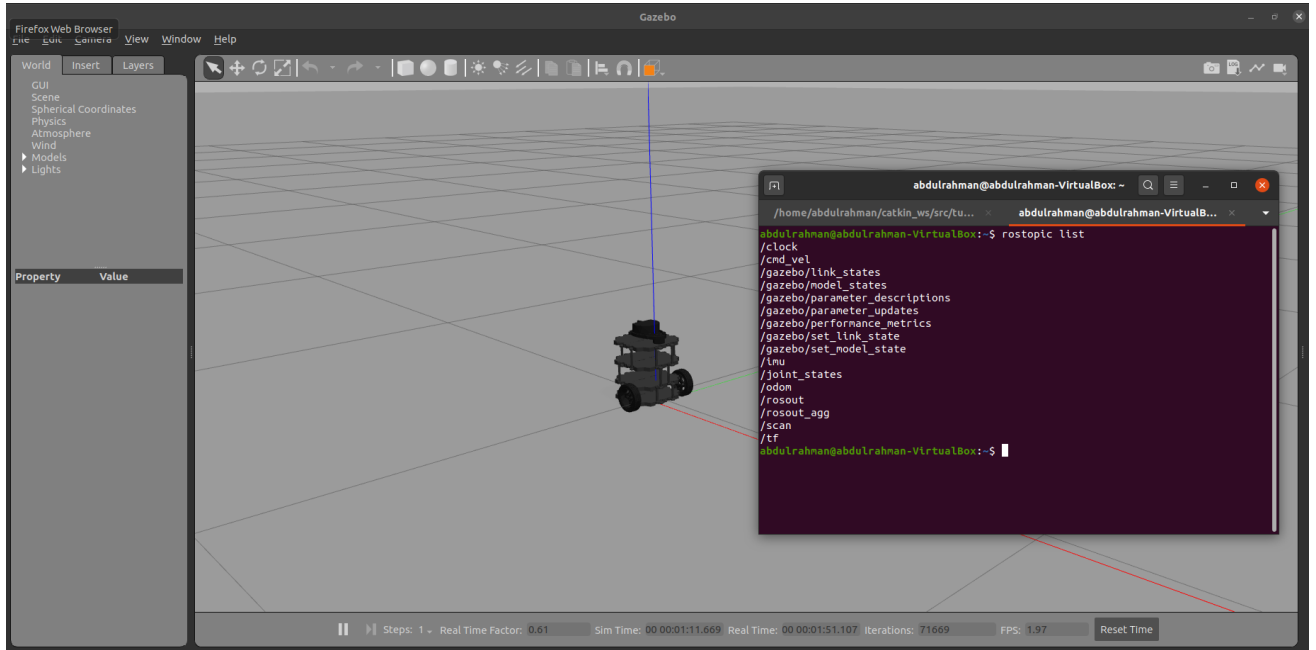 Gazebo
Firefox Web Browser
File Edit Camera View Window Help
World Insert Layers
GUI
Scene
Spherical Coordinates
Physics
Atmosphere
Wind
Models
Lights
Property Value
abdulrahman@abdulrahman-VirtualBox: ~
/home/abdulrahman/catkin_ws/src/tu... abdulrahman@abdulrahman-VirtualB...
abdulrahman@abdulrahman-VirtualBox:~$ rostopic list
/clock
/cmd_vel
/gazebo/link_states
/gazebo/model_states
/gazebo/parameter_descriptions
/gazebo/parameter_updates
/gazebo/performance_metrics
/gazebo/set_link_state
/gazebo/set_model_state
/imu
/joint_states
/odom
/rosout
/rosout_agg
/scan
/tf
abdulrahman@abdulrahman-VirtualBox:~$
Steps: 1 Real Time Factor: 0.61 Sim Time: 00 00:01:11.669 Real Time: 00 00:01:51.107 Iterations: 71669 FPS: 1.97 Reset Time